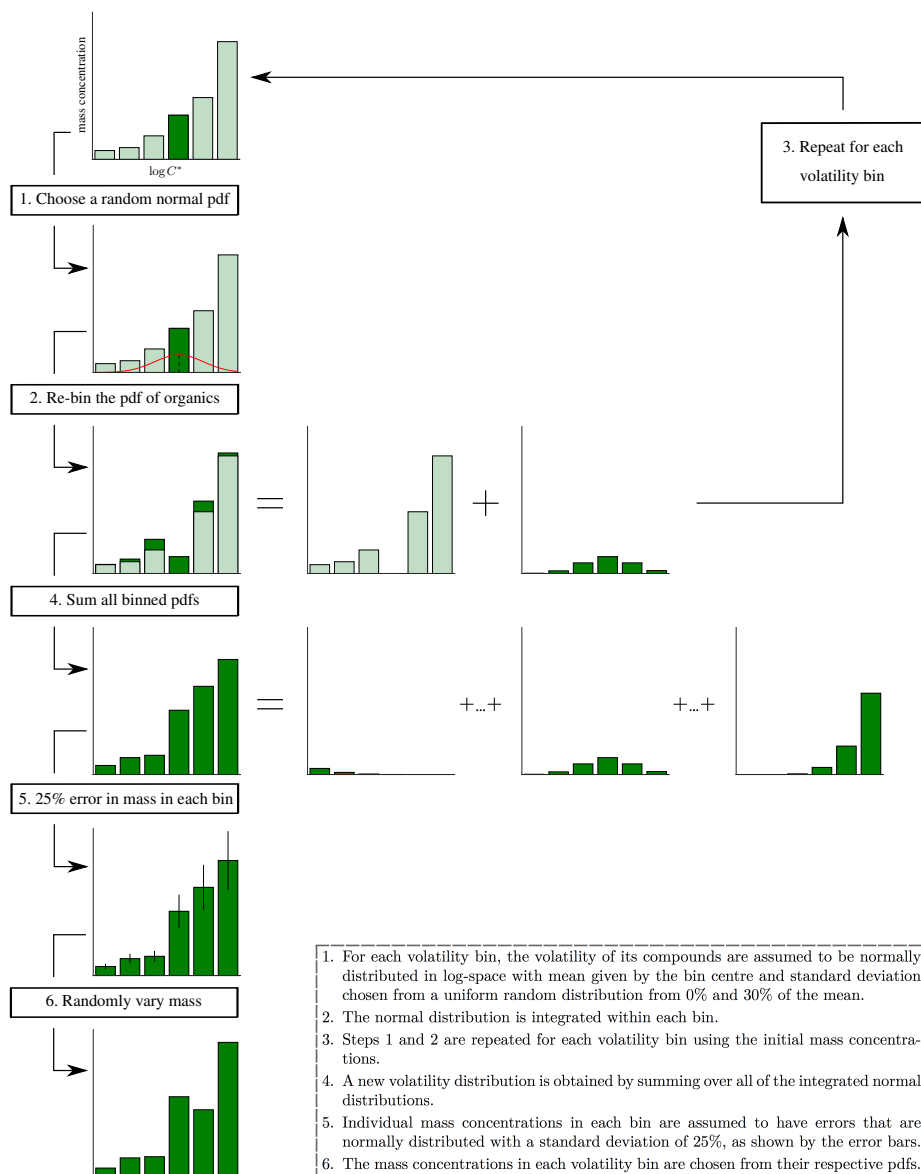 mass concentration
log C*
3. Repeat for each
volatility bin
1. Choose a random normal pdf
2. Re-bin the pdf of organics
=
+
4. Sum all binned pdfs
=
+...+
+...+
5. 25% error in mass in each bin
6. Randomly vary mass
1. For each volatility bin, the volatility of its compounds are assumed to be normally
distributed in log-space with mean given by the bin centre and standard deviation
chosen from a uniform random distribution from 0% and 30% of the mean.
2. The normal distribution is integrated within each bin.
3. Steps 1 and 2 are repeated for each volatility bin using the initial mass concentra-
tions.
4. A new volatility distribution is obtained by summing over all of the integrated normal
distributions.
5. Individual mass concentrations in each bin are assumed to have errors that are
normally distributed with a standard deviation of 25%, as shown by the error bars.
6. The mass concentrations in each volatility bin are chosen from their respective pdfs.